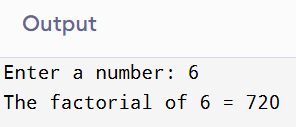 Output
Enter a number: 6
The factorial of 6 = 720